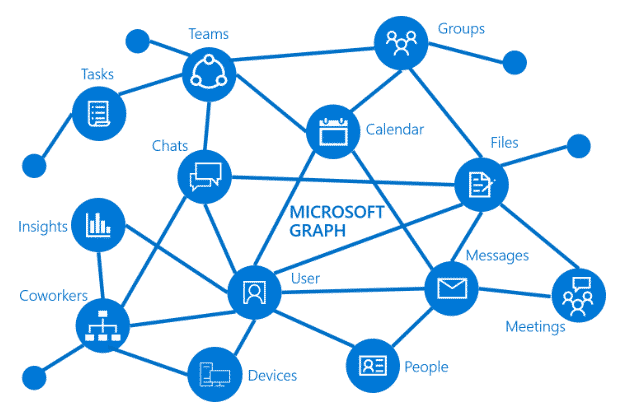 Teams
Groups
Tasks
Calendar
Chats
Files
MICROSOFT
GRAPH
Insights
Messages
User
Coworkers
Meetings
Devices
People